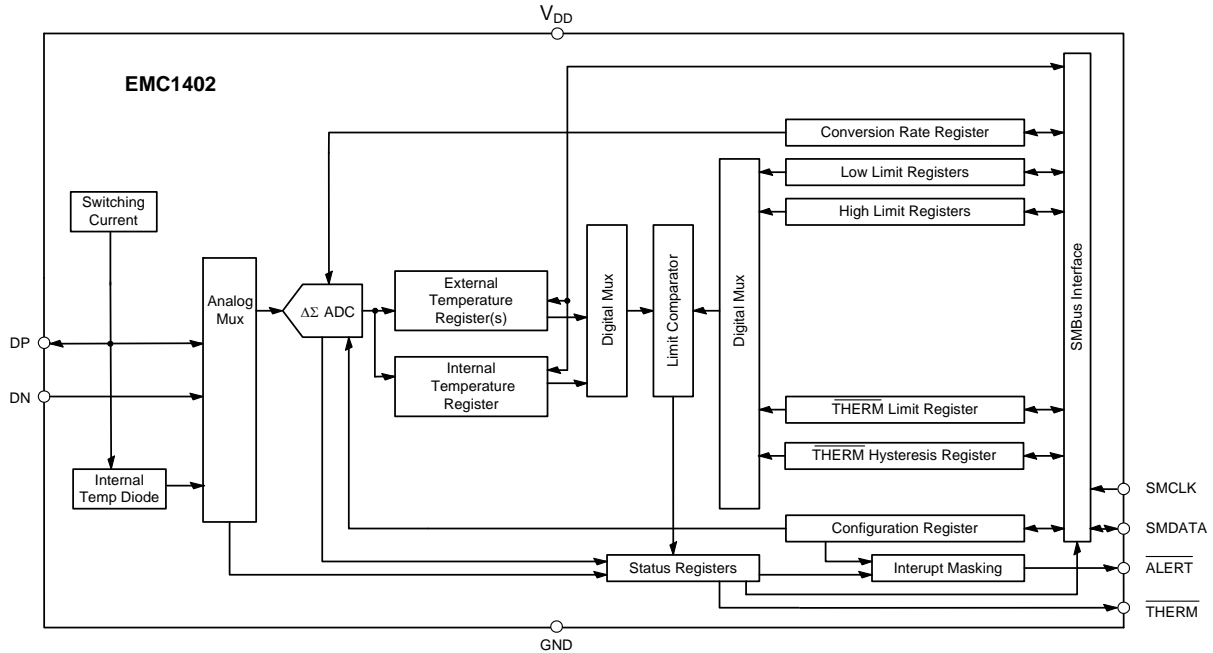 V_DD
EMC1402
Conversion Rate Register
Low Limit Registers
High Limit Registers
Switching
Current
Analog
Mux
ΔΣ ADC
External
Temperature
Register(s)
Internal
Temperature
Register
Digital Mux
Limit Comparator
Digital Mux
SMBus Interface
DP
DN
THERM Limit Register
THERM Hysteresis Register
Internal
Temp Diode
SMCLK
Configuration Register
SMDATA
Status Registers
Interupt Masking
ALERT
THERM
GND